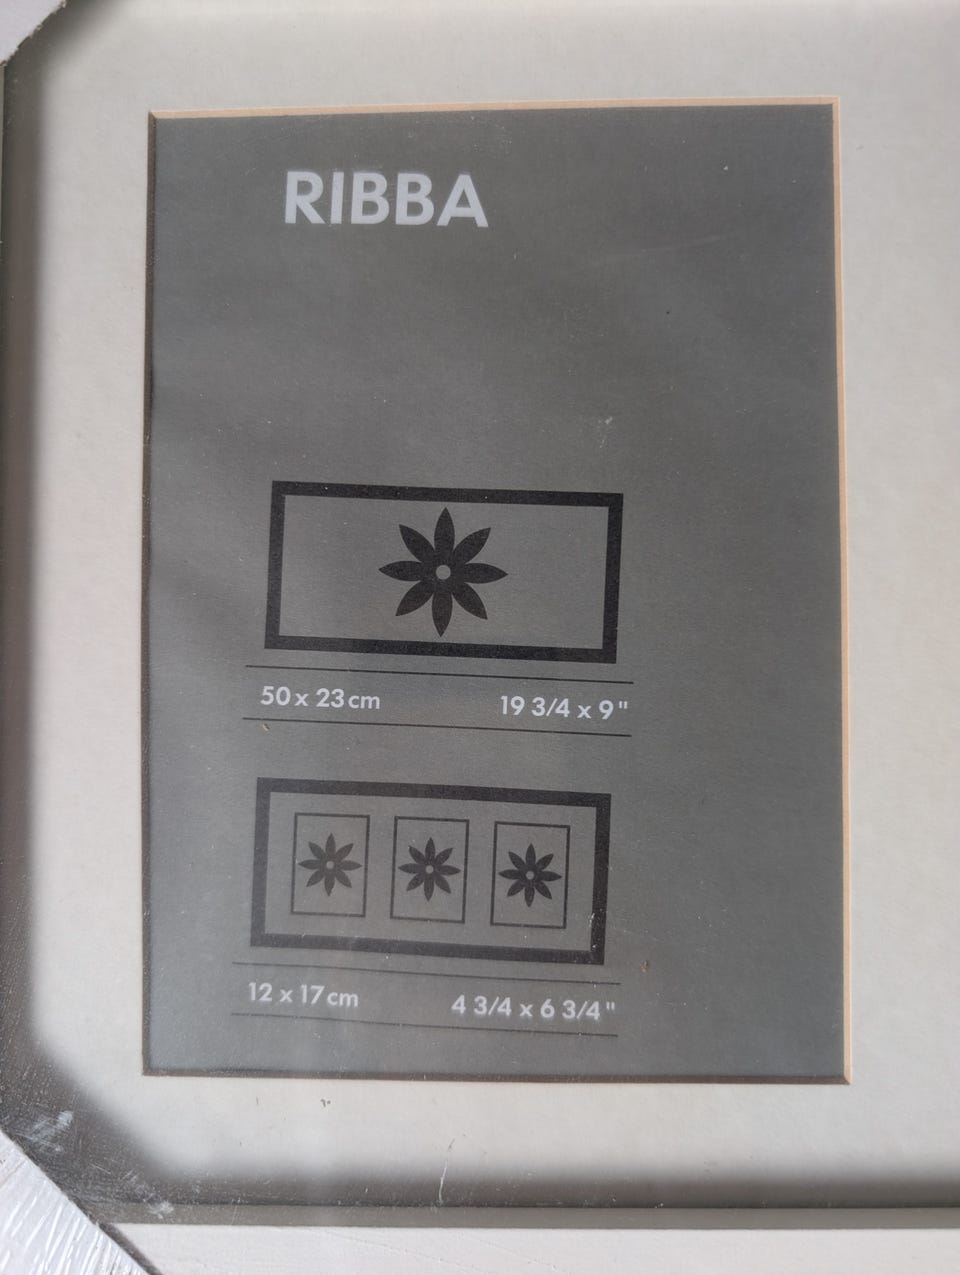 RIBBA
50 x 23 cm 19 3/4 x 9"
12 x 17 cm 4 3/4 x 6 3/4"